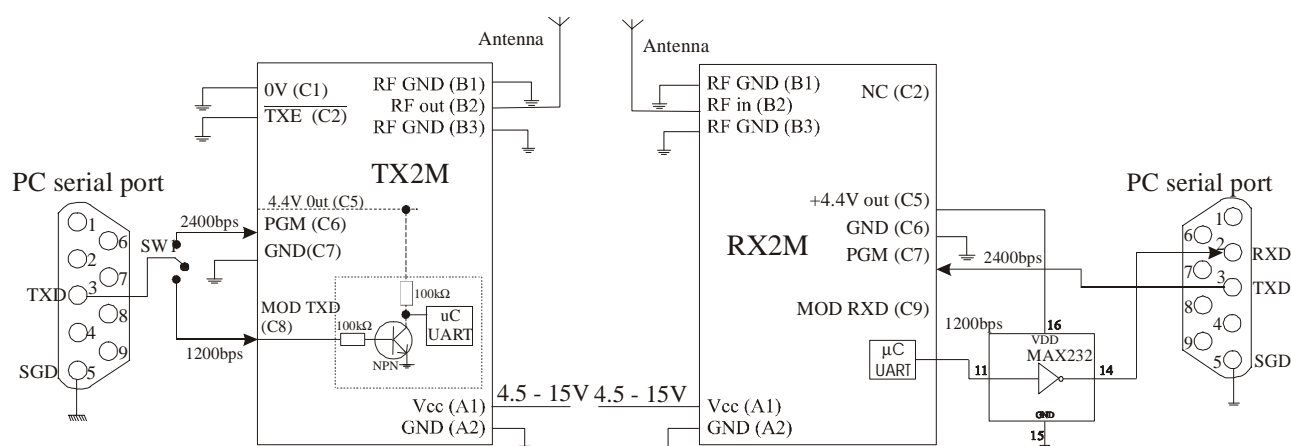 Antenna
Antenna
0V (C1)
TXE (C2)
RF GND (B1)
RF out (B2)
RF GND (B3)
TX2M
4.4V 0ut (C5)
PGM (C6)
GND(C7)
MOD TXD
(C8)
100kΩ
100kΩ
NPN
uC
UART
Vcc (A1)
GND (A2)
4.5 - 15V
PC serial port
1
6
2
7
TXD
3
8
4
9
SGD
5
2400bps
1200bps
RF GND (B1)
RF in (B2)
RF GND (B3)
NC (C2)
RX2M
+4.4V out (C5)
GND (C6)
PGM (C7)
MOD RXD (C9)
μC
UART
4.5 - 15V
Vcc (A1)
GND (A2)
2400bps
1200bps
16
VDD
MAX232
11
14
GND
15
PC serial port
1
6
2
RXD
7
3
TXD
8
4
9
5
SGD